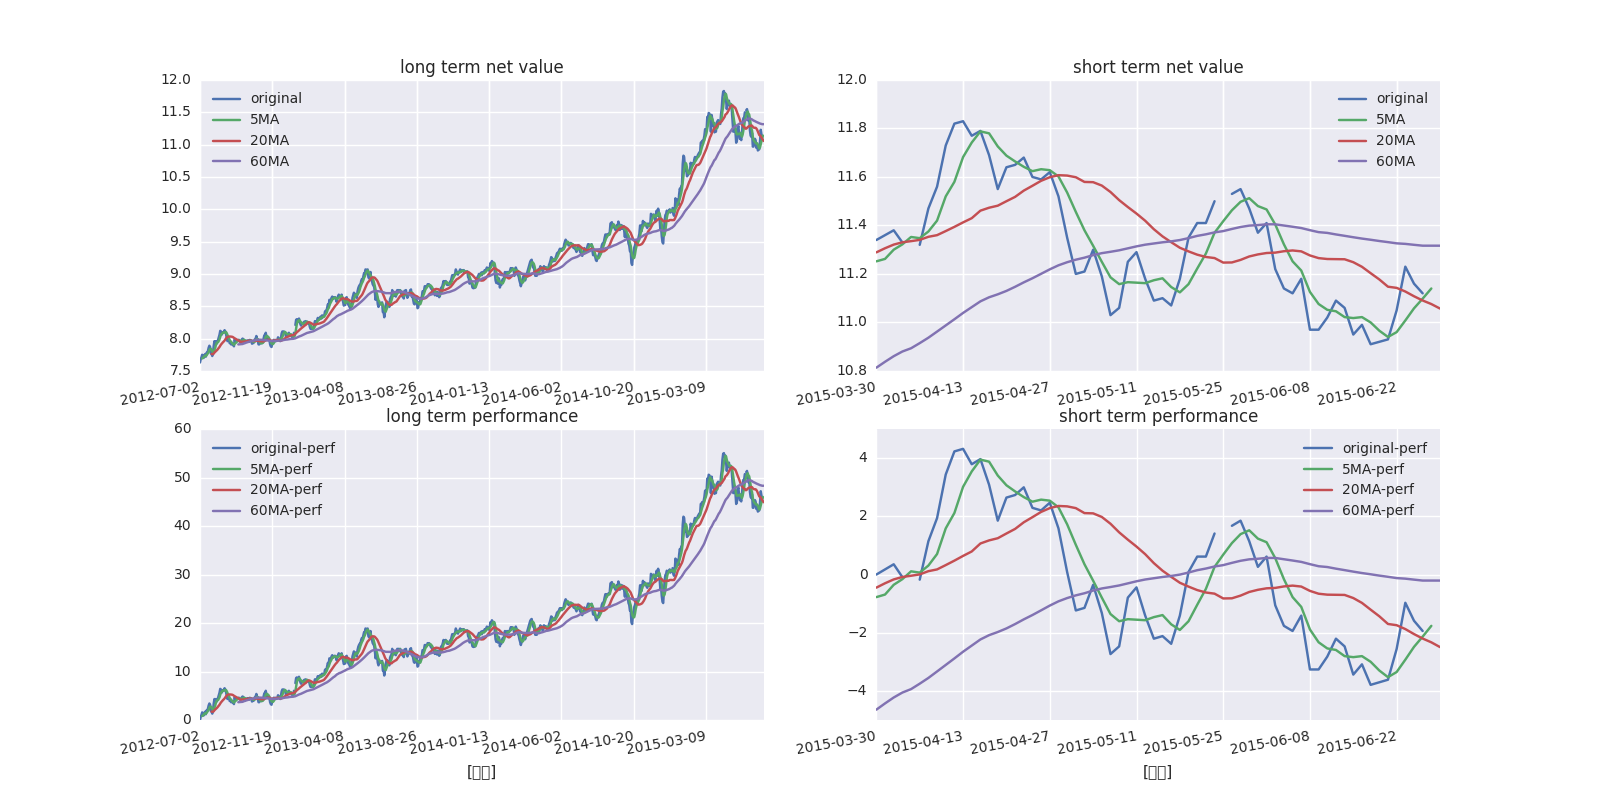 long term net value
12.0
11.5
11.0
10.5
10.0
9.5
9.0
8.5
8.0
7.5
original
5MA
20MA
60MA
2012-07-02 2012-11-19 2013-04-08 2013-08-26 2014-01-13 2014-06-02 2014-10-20 2015-03-09
short term net value
12.0
11.8
11.6
11.4
11.2
11.0
10.8
original
5MA
20MA
60MA
2015-03-30 2015-04-13 2015-04-27 2015-05-11 2015-05-25 2015-06-08 2015-06-22
long term performance
60
50
40
30
20
10
0
original-perf
5MA-perf
20MA-perf
60MA-perf
2012-07-02 2012-11-19 2013-04-08 2013-08-26 2014-01-13 2014-06-02 2014-10-20 2015-03-09
short term performance
4
2
0
−2
−4
original-perf
5MA-perf
20MA-perf
60MA-perf
2015-03-30 2015-04-13 2015-04-27 2015-05-11 2015-05-25 2015-06-08 2015-06-22